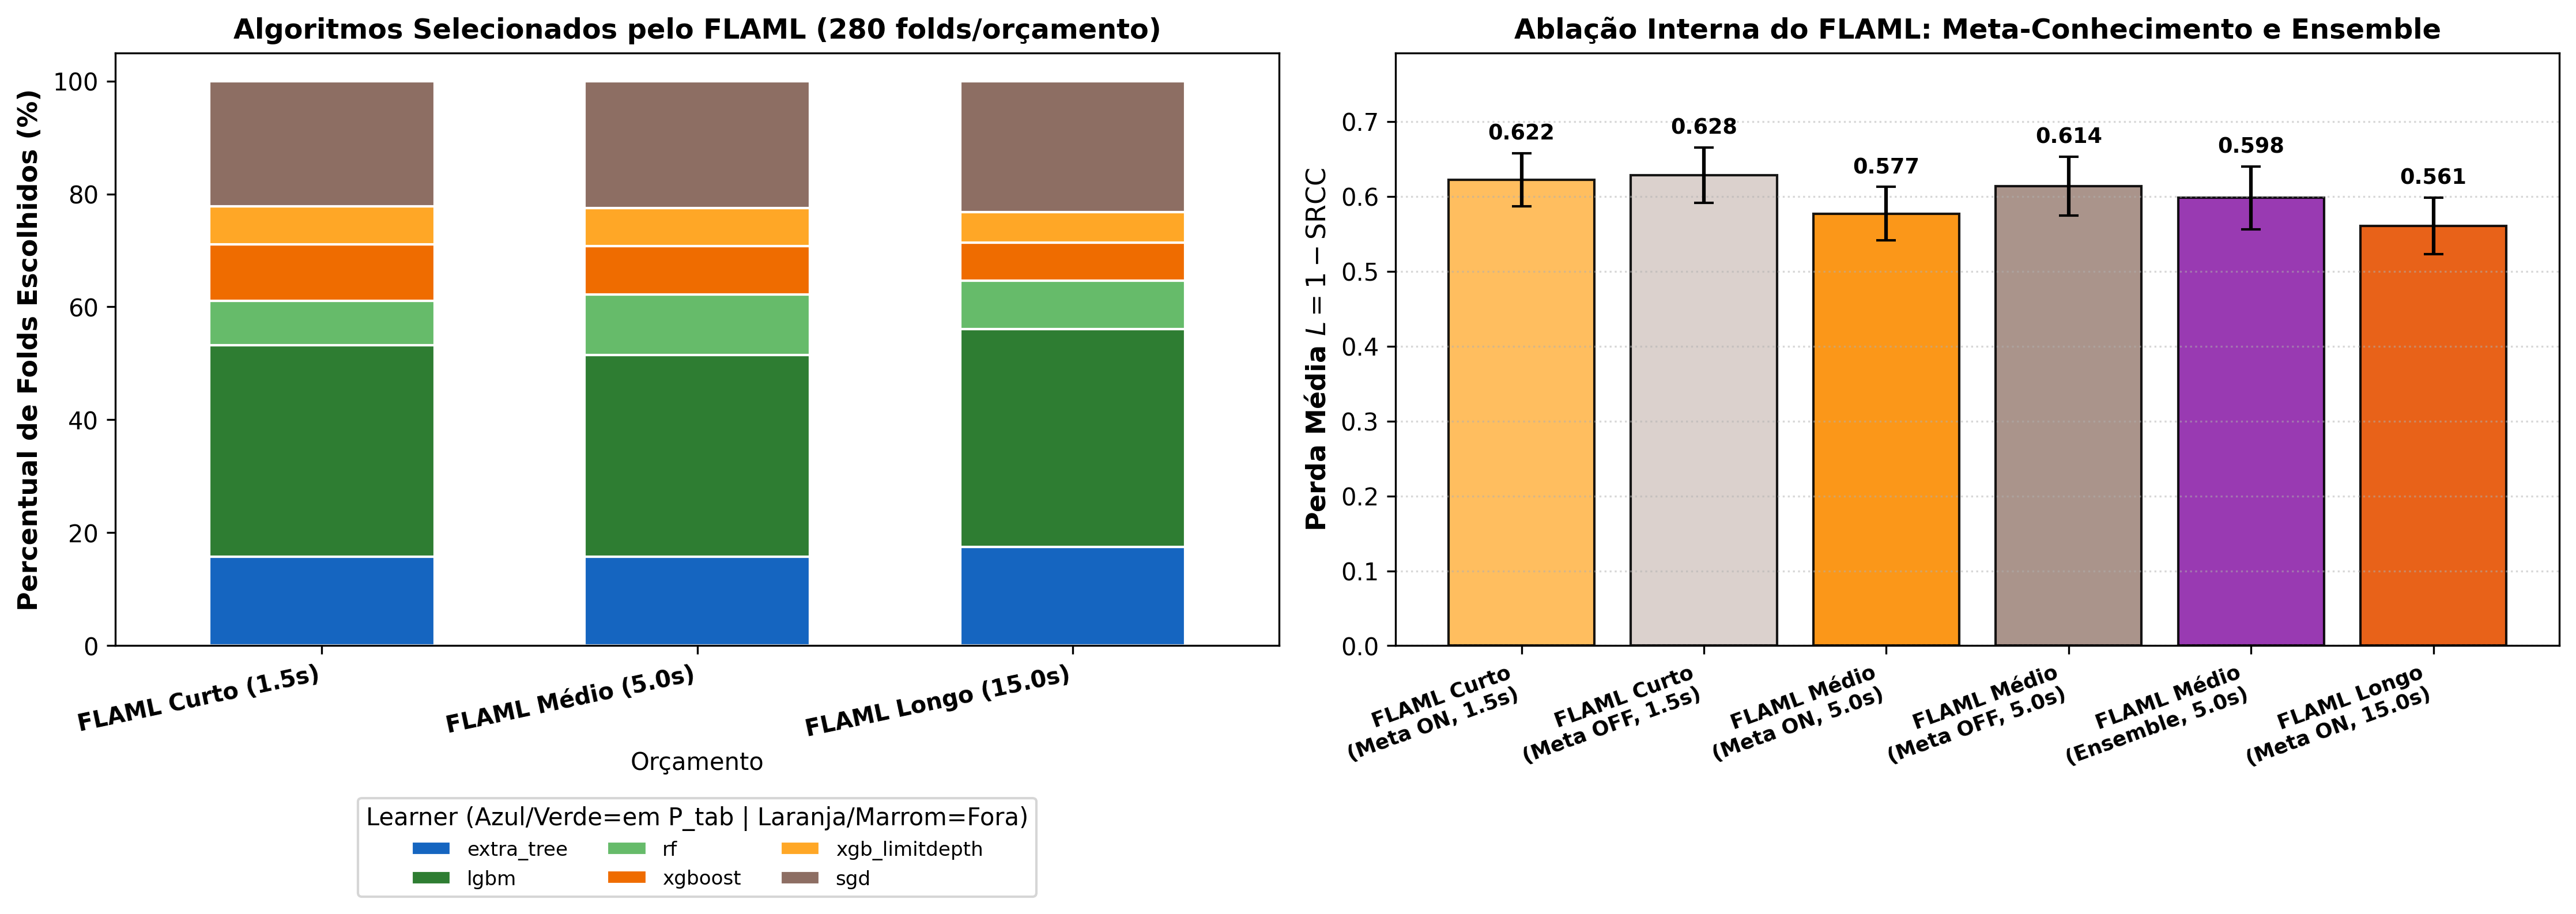 Algoritmos Selecionados pelo FLAML (280 folds/orçamento)
Percentual de Folds Escolhidos (%)
100
80
60
40
20
0
FLAML Curto (1.5s)
FLAML Médio (5.0s)
FLAML Longo (15.0s)
Orçamento
Learner (Azul/Verde=em P_tab | Laranja/Marrom=Fora)
extra_tree
lgbm
rf
xgboost
xgb_limitdepth
sgd
Ablação Interna do FLAML: Meta-Conhecimento e Ensemble
Perda Média L = 1 − SRCC
0.7
0.6
0.5
0.4
0.3
0.2
0.1
0.0
0.622
0.628
0.577
0.614
0.598
0.561
FLAML Curto
(Meta ON, 1.5s)
FLAML Curto
(Meta OFF, 1.5s)
FLAML Médio
(Meta ON, 5.0s)
FLAML Médio
(Meta OFF, 5.0s)
FLAML Médio
(Ensemble, 5.0s)
FLAML Longo
(Meta ON, 15.0s)